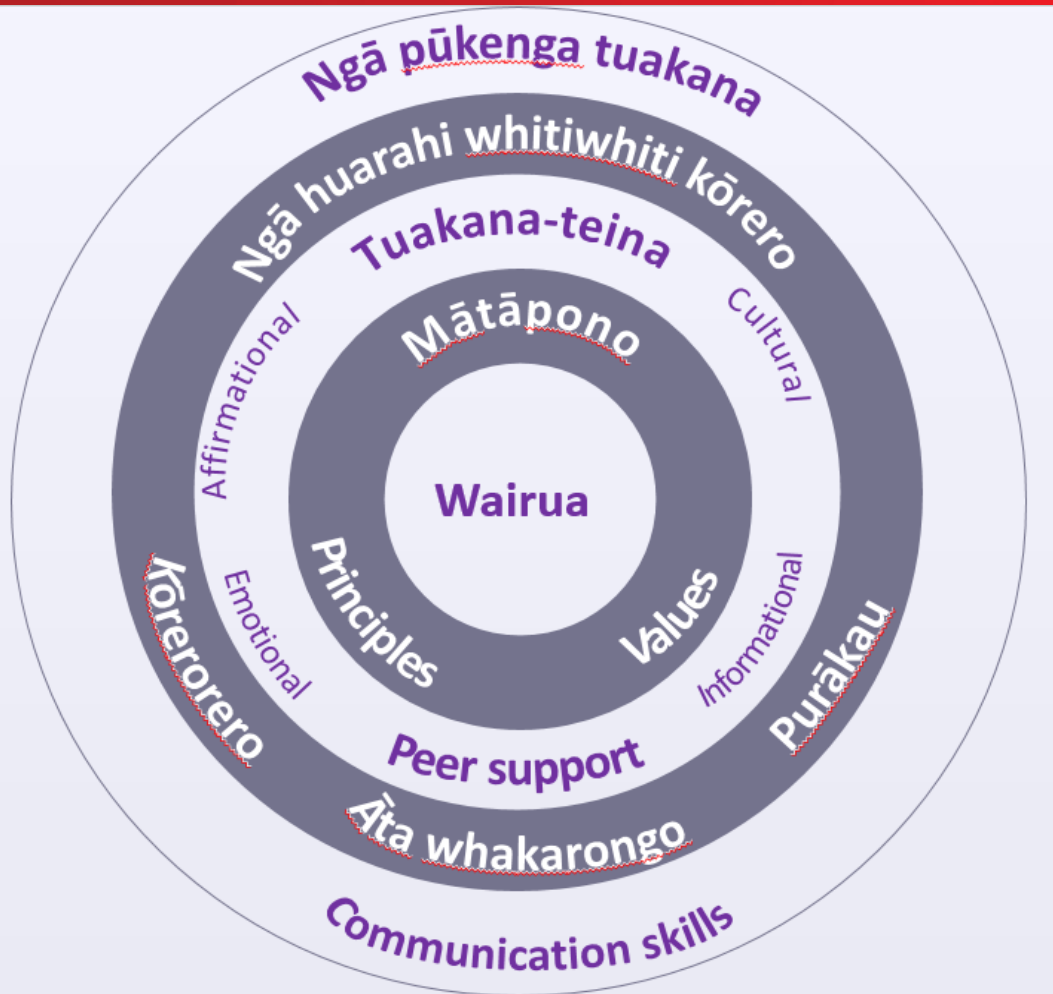 Ngā pūkenga tuakana
Ngā huarahi whitiwhiti kōrero
Tuakana-teina
Mātāpono
Affirmational
Cultural
Wairua
Principles
Values
Emotional
Informational
Kōrerorero
Purākau
Peer support
Āta whakarongo
Communication skills